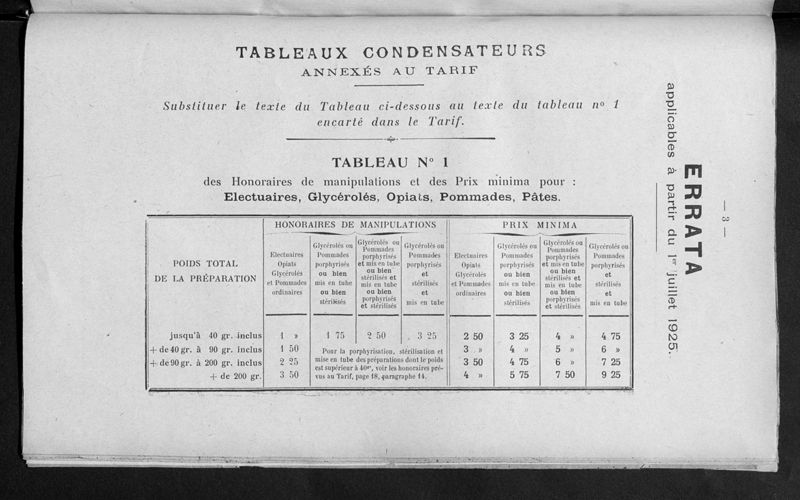 TABLEAUX CONDENSATEURS
ANNEXÉS AU TARIF
Substituer le texte du Tableau ci-dessous au texte du tableau nº 1
encarté dans le Tarif.
TABLEAU Nº 1
des Honoraires de manipulations et des Prix minima pour :
Electuaires, Glycérolés, Opiats, Pommades, Pâtes.
POIDS TOTAL
DE LA PRÉPARATION
HONORAIRES DE MANIPULATIONS
Electuaires
Opiats
Glycérolés
et Pommades
ordinaires
Glycérolés ou
Pommades
porphyrisés
ou bien
mis en tube
ou bien
stérilisés
Glycérolés ou
Pommades
porphyrisés
et mis en tube
ou bien
stérilisés et
mis en tube
ou bien
porphyrisés
et stérilisés
Glycérolés ou
Pommades
porphyrisés
et
stérilisés
et
mis en tube
PRIX MINIMA
Electuaires
Opiats
Glycérolés
et Pommades
ordinaires
Glycérolés ou
Pommades
porphyrisés
ou bien
mis en tube
ou bien
stérilisés
Glycérolés ou
Pommades
porphyrisés
et mis en tube
ou bien
stérilisés et
mis en tube
ou bien
porphyrisés
et stérilisés
Glycérolés ou
Pommades
porphyrisés
et
stérilisés
et
mis en tube
jusqu'à 40 gr. inclus 1 » 1 75 2 50 3 25 2 50 3 25 4 » 4 75
+ de 40 gr. à 90 gr. inclus 1 50 3 » 4 » 5 » 6 »
+ de 90 gr. à 200 gr. inclus 2 25 3 50 4 75 6 » 7 25
+ de 200 gr. 3 50 4 » 5 75 7 50 9 25
Pour la porphyrisation, stérilisation et
mise en tube des préparations dont le poids
est supérieur à 40gr, voir les honoraires pré-
vus au Tarif, page 18, paragraphe 14.
— 3 —
ERRATA
applicables à partir du 1er juillet 1925.